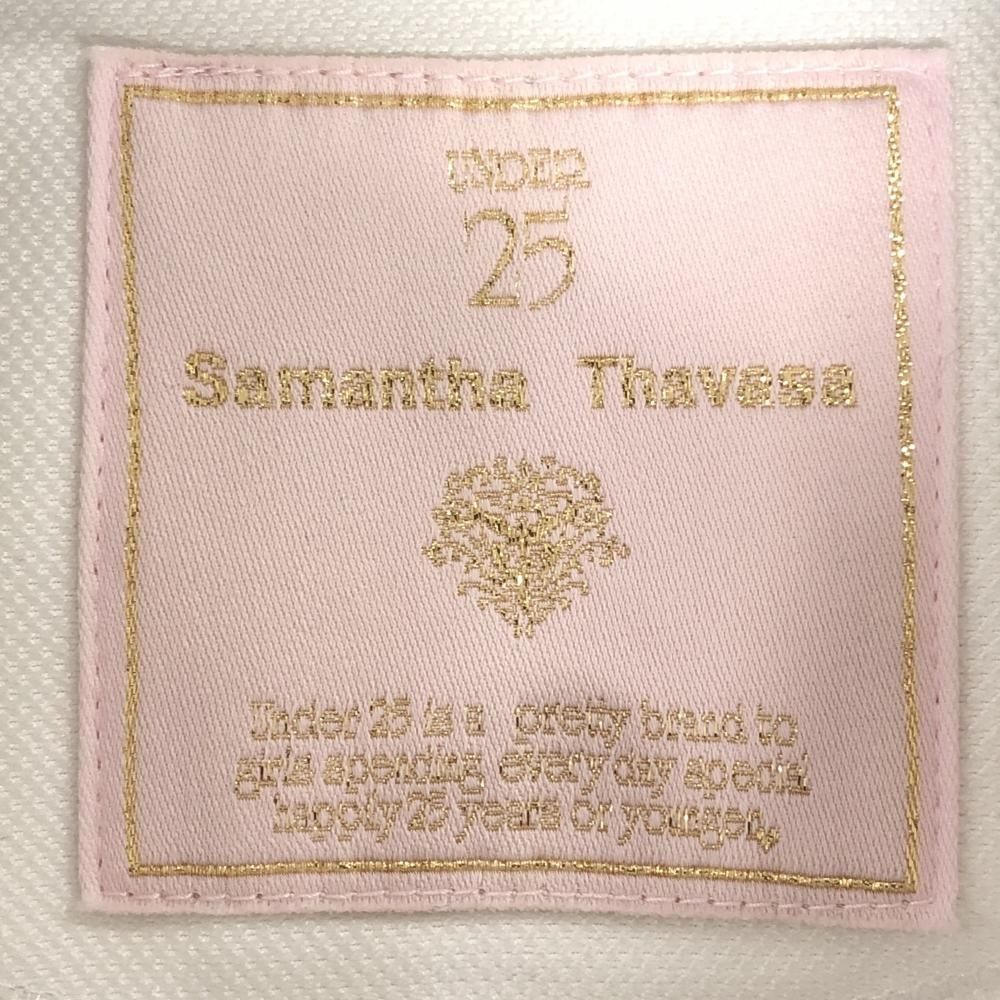 UNDER
25
Samantha Thavasa
Under 25 is a pretty brand to
girls spending every day special
happily 25 years or younger.